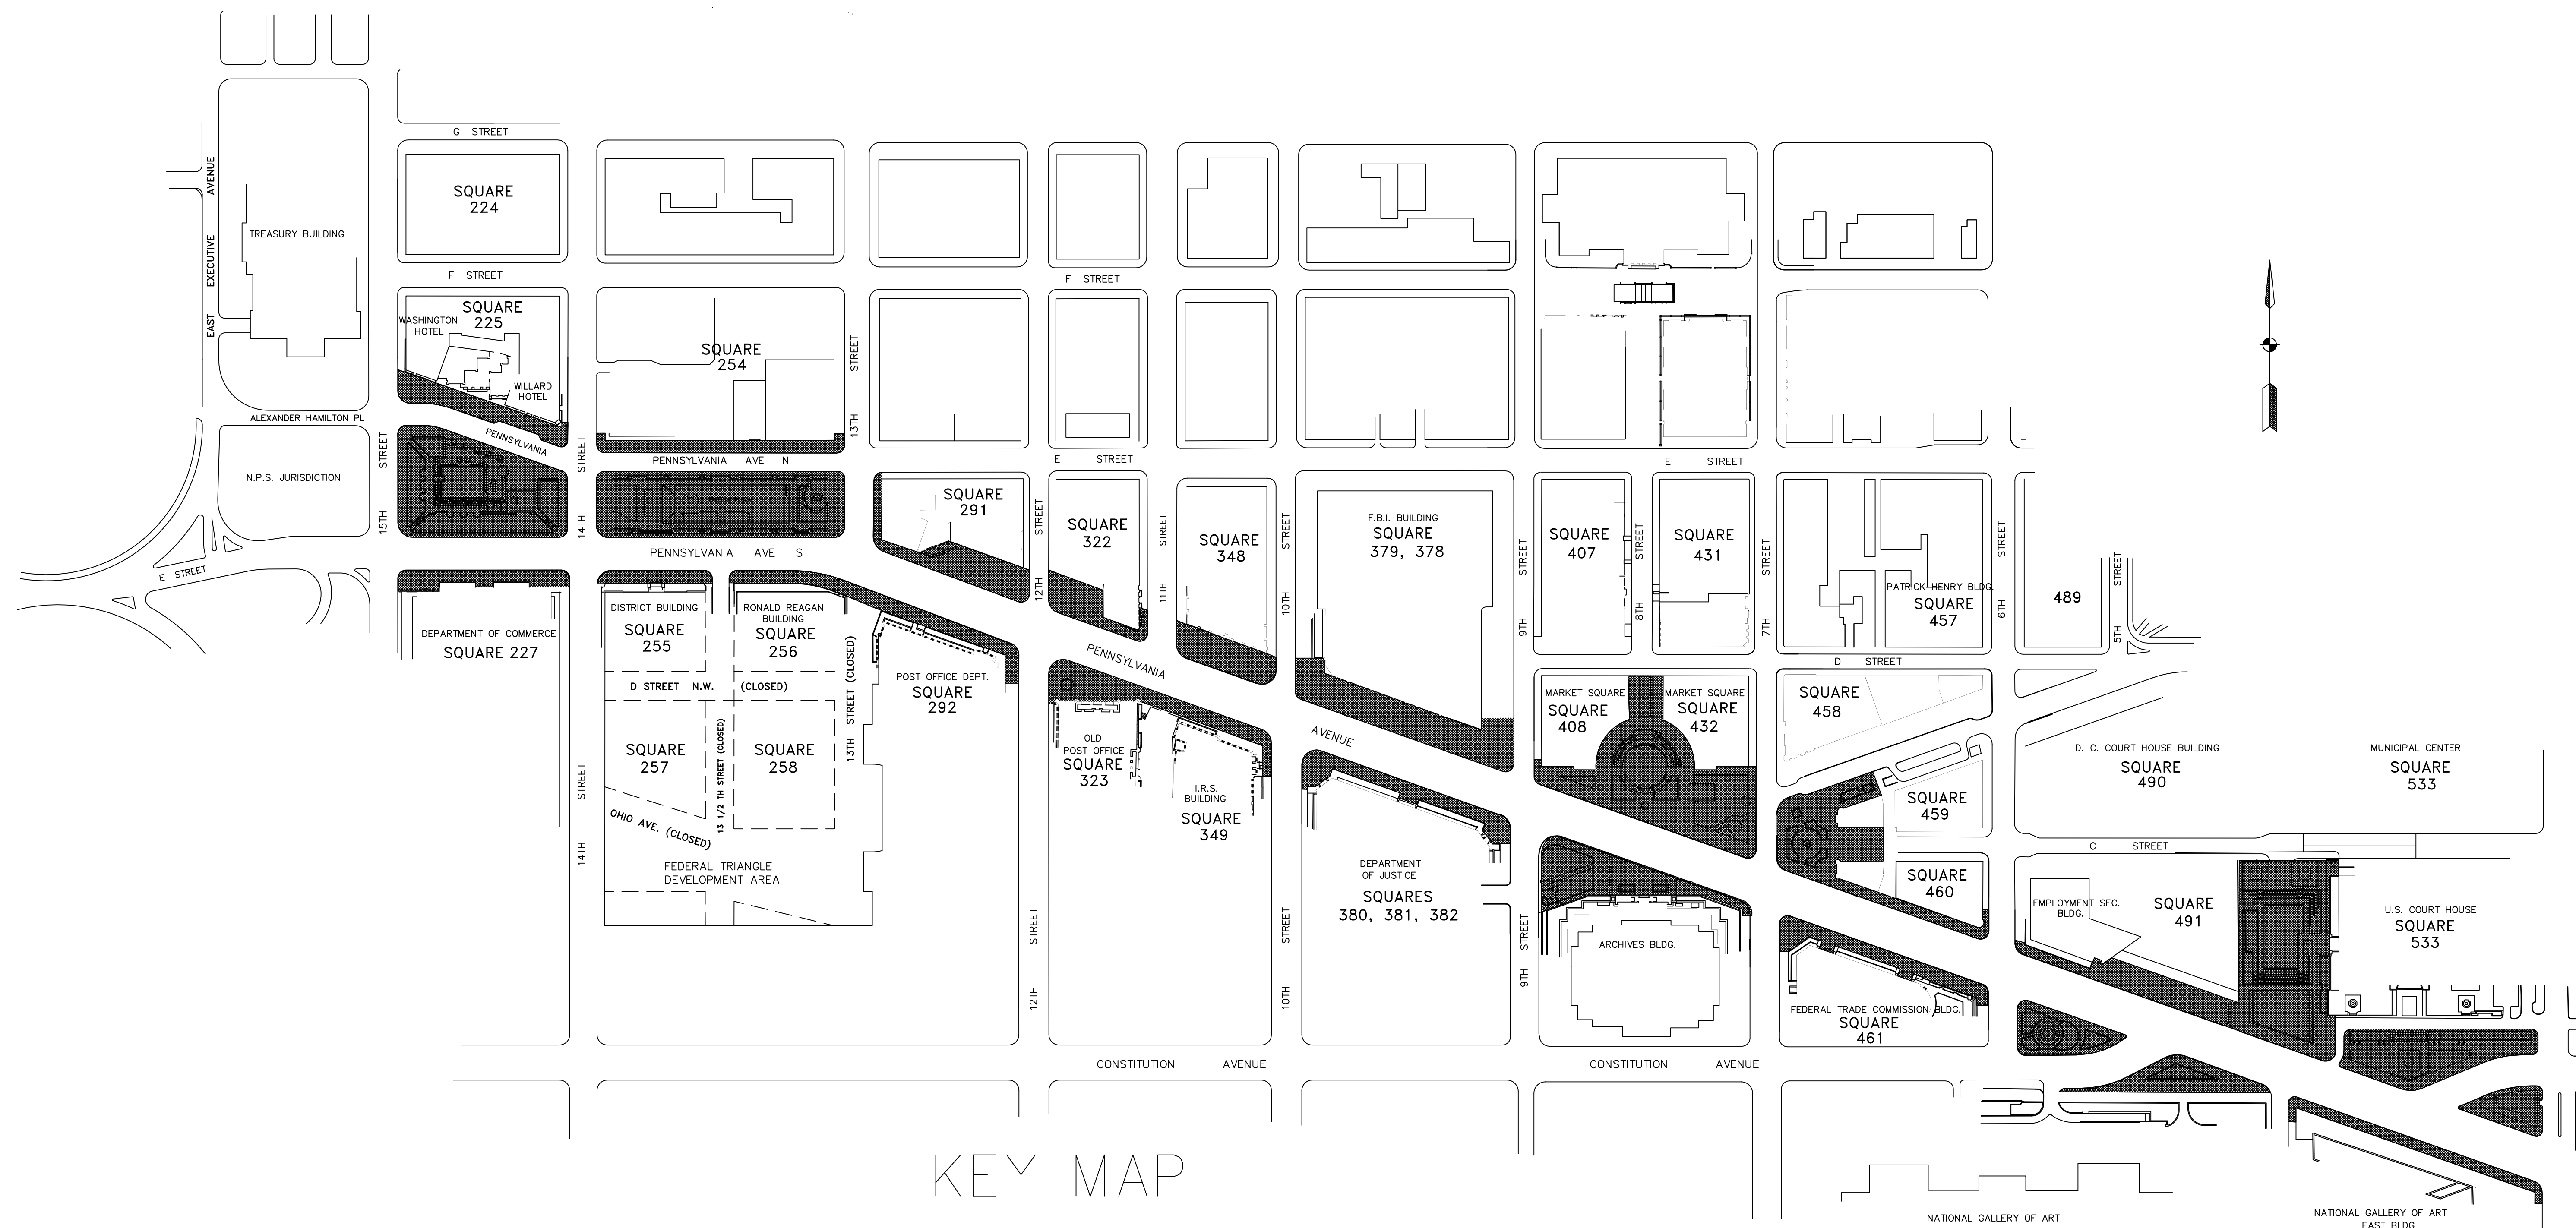 G STREET
SQUARE
224
EAST EXECUTIVE AVENUE
TREASURY BUILDING
F STREET
F STREET
SQUARE
225
WASHINGTON
HOTEL
WILLARD
HOTEL
SQUARE
254
13TH STREET
ALEXANDER HAMILTON PL
PENNSYLVANIA
15TH STREET
14TH STREET
N.P.S. JURISDICTION
PENNSYLVANIA AVE N
E STREET
E STREET
PENNSYLVANIA AVE S
E STREET
SQUARE
291
12TH STREET
SQUARE
322
11TH STREET
SQUARE
348
10TH STREET
F.B.I. BUILDING
SQUARE
379, 378
9TH STREET
SQUARE
407
8TH STREET
SQUARE
431
7TH STREET
PATRICK HENRY BLDG.
SQUARE
457
6TH STREET
489
5TH STREET
D STREET
DEPARTMENT OF COMMERCE
SQUARE 227
DISTRICT BUILDING
SQUARE
255
RONALD REAGAN
BUILDING
SQUARE
256
13TH STREET (CLOSED)
D STREET N.W. (CLOSED)
POST OFFICE DEPT.
SQUARE
292
PENNSYLVANIA
AVENUE
SQUARE
257
13 1/2 TH STREET (CLOSED)
SQUARE
258
OHIO AVE. (CLOSED)
14TH STREET
FEDERAL TRIANGLE
DEVELOPMENT AREA
OLD
POST OFFICE
SQUARE
323
I.R.S.
BUILDING
SQUARE
349
MARKET SQUARE
SQUARE
408
MARKET SQUARE
SQUARE
432
SQUARE
458
D. C. COURT HOUSE BUILDING
SQUARE
490
MUNICIPAL CENTER
SQUARE
533
SQUARE
459
C STREET
DEPARTMENT
OF JUSTICE
SQUARES
380, 381, 382
SQUARE
460
EMPLOYMENT SEC.
BLDG.
SQUARE
491
U.S. COURT HOUSE
SQUARE
533
12TH STREET
10TH STREET
9TH STREET
ARCHIVES BLDG.
FEDERAL TRADE COMMISSION BLDG.
SQUARE
461
CONSTITUTION AVENUE
CONSTITUTION AVENUE
KEY MAP
NATIONAL GALLERY OF ART
NATIONAL GALLERY OF ART
EAST BLDG